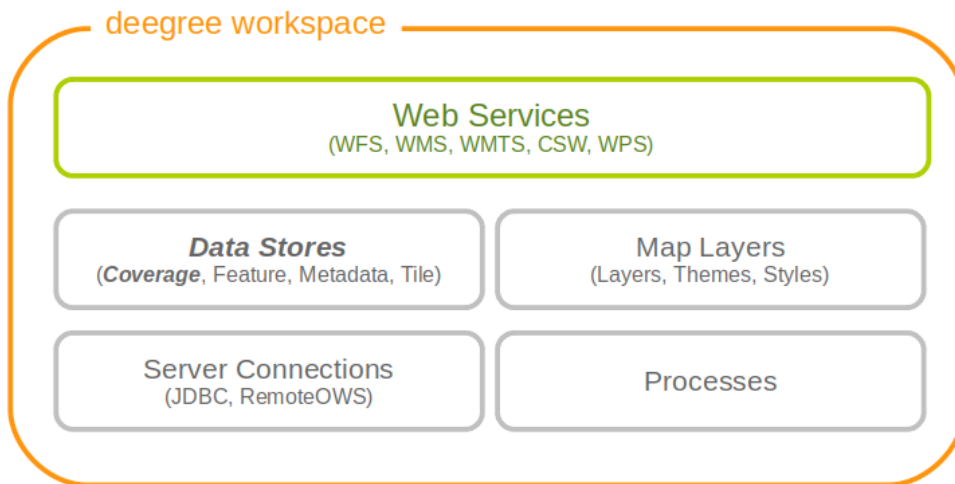 deegree workspace
Web Services
(WFS, WMS, WMTS, CSW, WPS)
Data Stores
(Coverage, Feature, Metadata, Tile)
Map Layers
(Layers, Themes, Styles)
Server Connections
(JDBC, RemoteOWS)
Processes